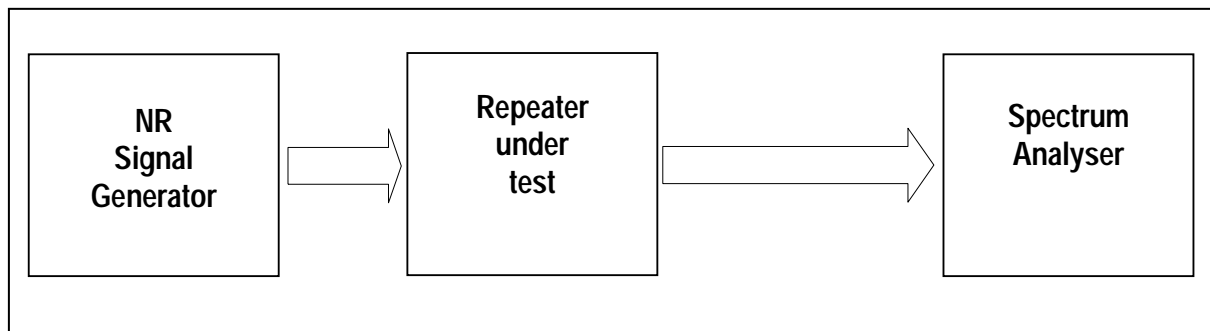 NR
Signal
Generator
Repeater
under
test
Spectrum
Analyser